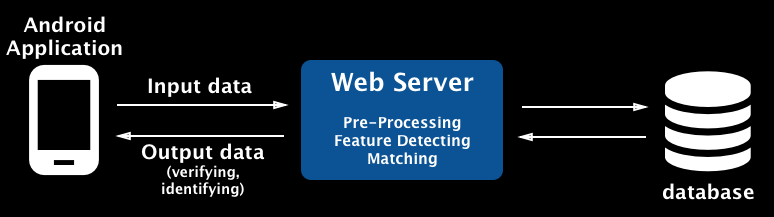 Android
Application
Input data
Output data
(verifying,
identifying)
Web Server
Pre-Processing
Feature Detecting
Matching
database